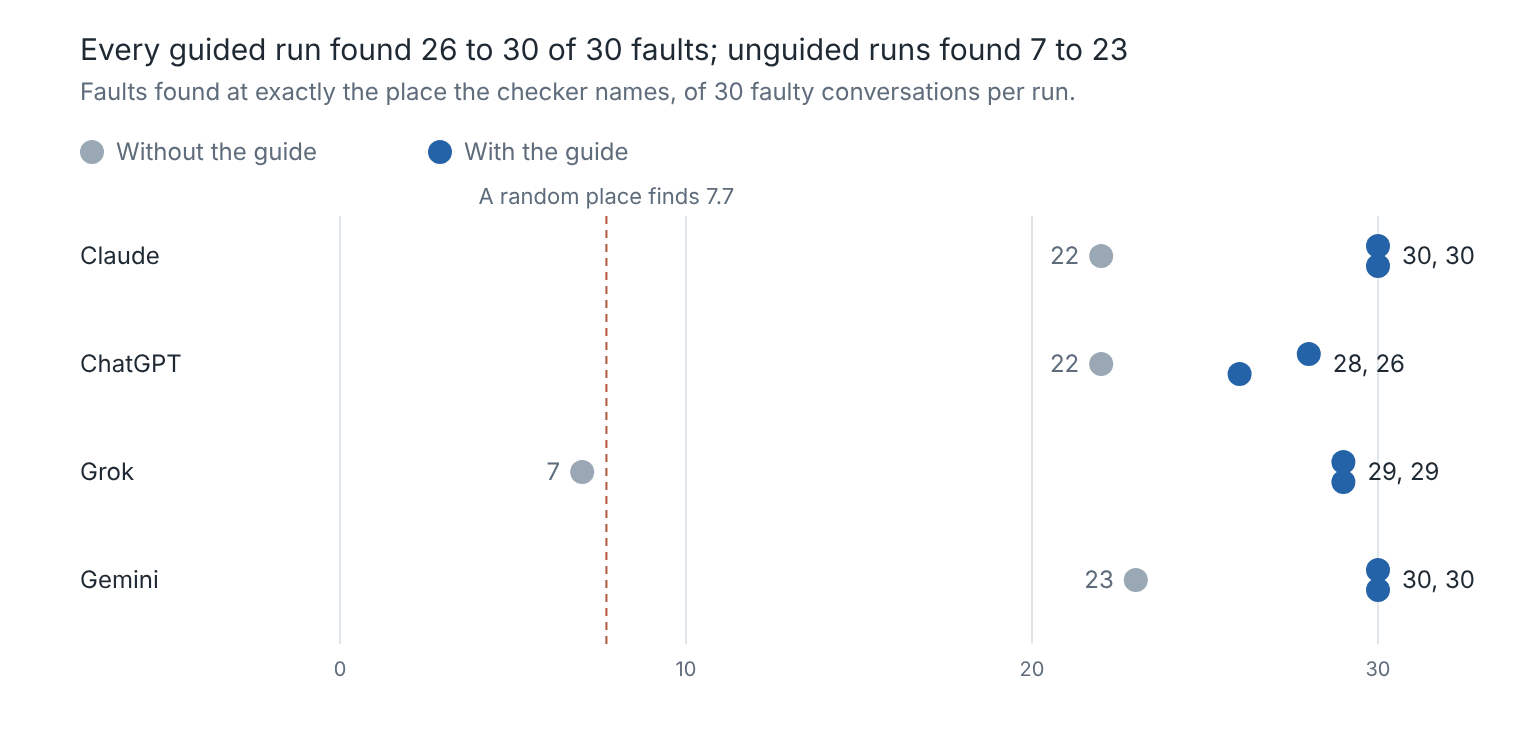 Every guided run found 26 to 30 of 30 faults; unguided runs found 7 to 23
Faults found at exactly the place the checker names, of 30 faulty conversations per run.
Without the guide
With the guide
A random place finds 7.7
Claude
22
30, 30
ChatGPT
22
28, 26
Grok
7
29, 29
Gemini
23
30, 30
0
10
20
30